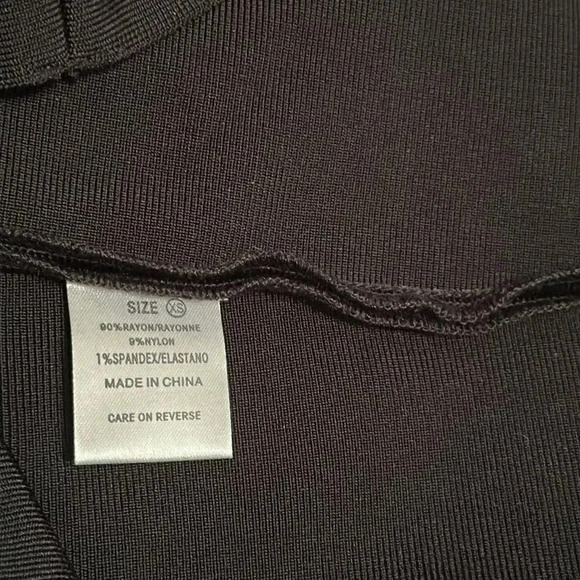 SIZE XS
90%RAYON/RAYONNE
9%NYLON
1%SPANDEX/ELASTANO
MADE IN CHINA
CARE ON REVERSE